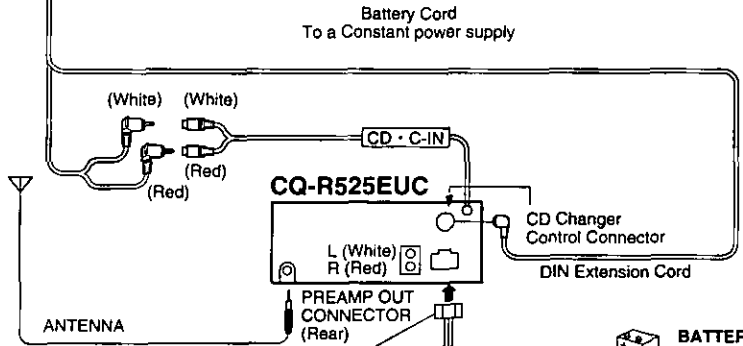 Battery Cord
To a Constant power supply
(White) (White)
CD · C-IN
(Red)
(Red)
CQ-R525EUC
CD Changer
Control Connector
L (White)
R (Red)
DIN Extension Cord
PREAMP OUT
CONNECTOR
(Rear)
ANTENNA
BATTER